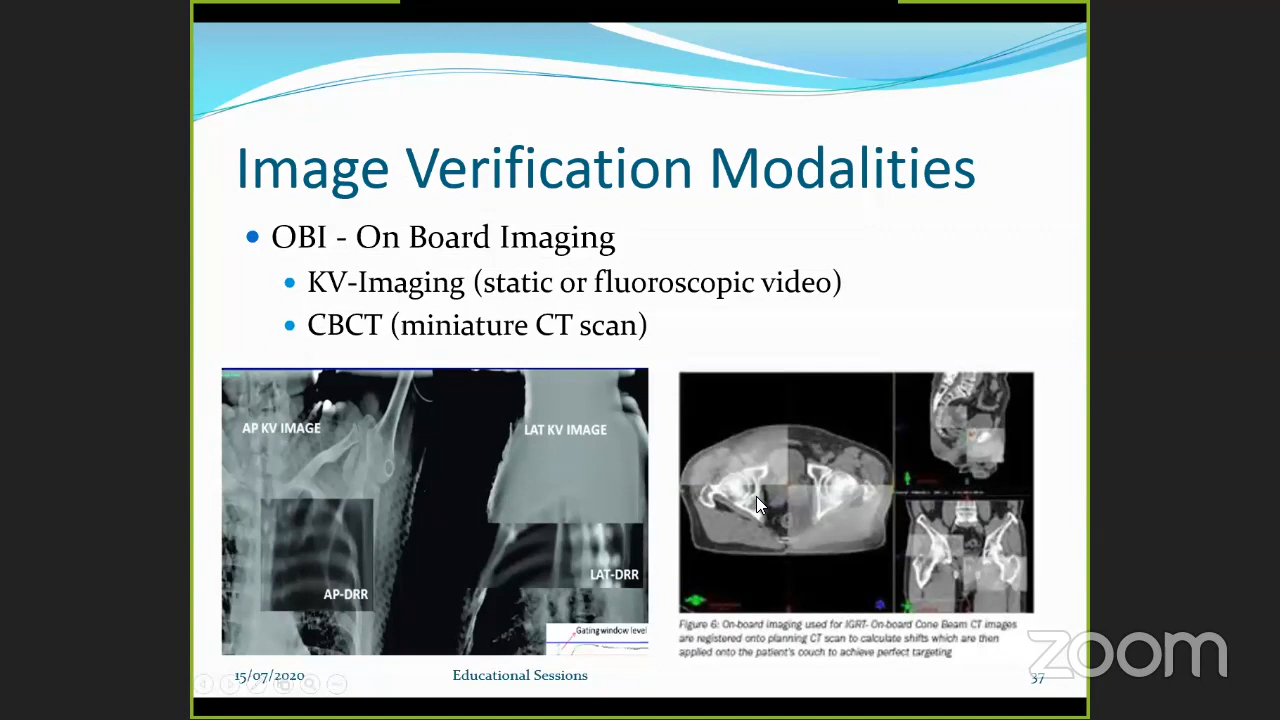 Image Verification Modalities
OBI - On Board Imaging
KV-Imaging (static or fluoroscopic video)
CBCT (miniature CT scan)
AP KV IMAGE
LAT KV IMAGE
LAT-DRR
AP-DRR
Gating window level
Figure 6: On-board imaging used for IGRT- On-board Cone Beam CT images
are registered onto planning CT scan to calculate shifts which are then
applied onto the patient's couch to achieve perfect targeting
15/07/2020
Educational Sessions
37
zoom